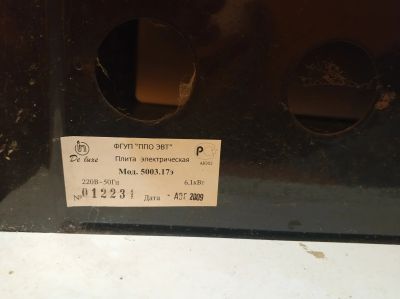 ФГУП "ППО ЭВТ"
De luxe
Плита электрическая
Мод. 5003.17э
220В~50Гц 6,1кВт
№ 012231 Дата АВГ 2009